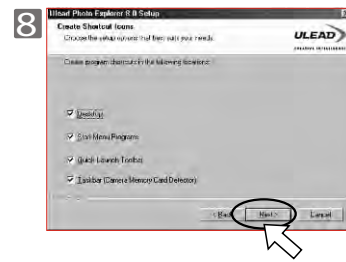 8
Ulead Photo Explorer 8.0 Setup
Create Shortcut Icons
Choose the setup options that best suits your needs.
ULEAD
Create program shortcuts in the following locations:
Desktop
Start Menu Programs
Quick Launch Toolbar
Taskbar (Camera Memory Card Detector)
< Back
Next >
Cancel